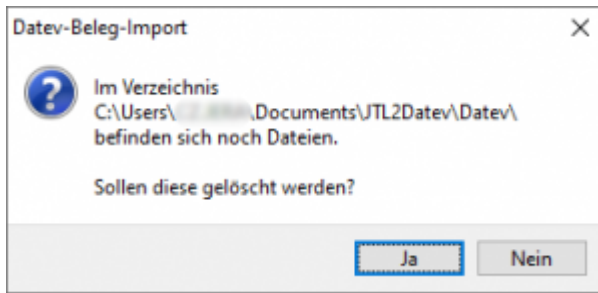 Datev-Beleg-Import
Im Verzeichnis
C:\Users\ \Documents\JTL2Datev\Datev\
befinden sich noch Dateien.
Sollen diese gelöscht werden?
Ja
Nein